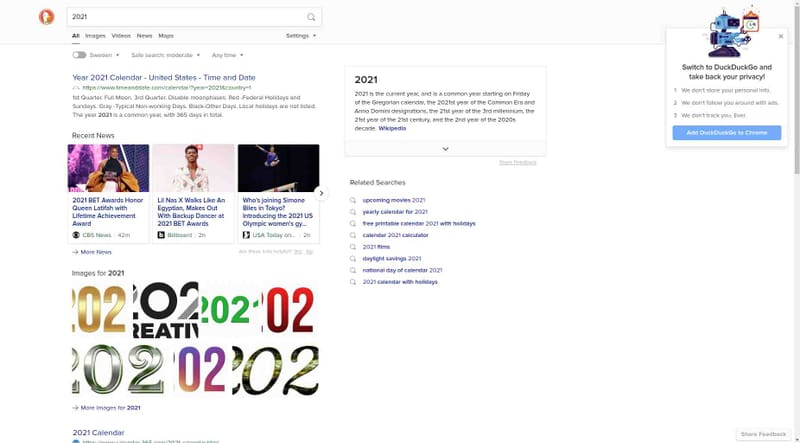 2021
All Images Videos News Maps Settings
Sweden Safe search: moderate Any time
Year 2021 Calendar - United States - Time and Date
https://www.timeanddate.com/calendar/?year=2021&country=1
1st Quarter. Full Moon. 3rd Quarter. Disable moonphases. Red -Federal Holidays and
Sundays. Gray -Typical Non-working Days. Black-Other Days. Local holidays are not listed.
The year 2021 is a common year, with 365 days in total.
Recent News
2021 BET Awards Honor
Queen Latifah with
Lifetime Achievement
Award
CBS News 42m
Lil Nas X Walks Like An
Egyptian, Makes Out
With Backup Dancer at
2021 BET Awards
Billboard 2h
Who's joining Simone
Biles in Tokyo?
Introducing the 2021 US
Olympic women's gy...
USA Today on... 2h
More News
Are these links helpful? Yes No
Images for 2021
202
202
CREATIV
2021
202
202
202
202
More Images for 2021
2021 Calendar
2021
2021 is the current year, and is a common year starting on Friday
of the Gregorian calendar, the 2021st year of the Common Era and
Anno Domini designations, the 21st year of the 3rd millennium, the
21st year of the 21st century, and the 2nd year of the 2020s
decade. Wikipedia
Share Feedback
Related Searches
upcoming movies 2021
yearly calendar for 2021
free printable calendar 2021 with holidays
calendar 2021 calculator
2021 films
daylight savings 2021
national day of calendar 2021
2021 calendar with holidays
Switch to DuckDuckGo and
take back your privacy!
1 We don't store your personal info.
2 We don't follow you around with ads.
3 We don't track you. Ever.
Add DuckDuckGo to Chrome
Share Feedback